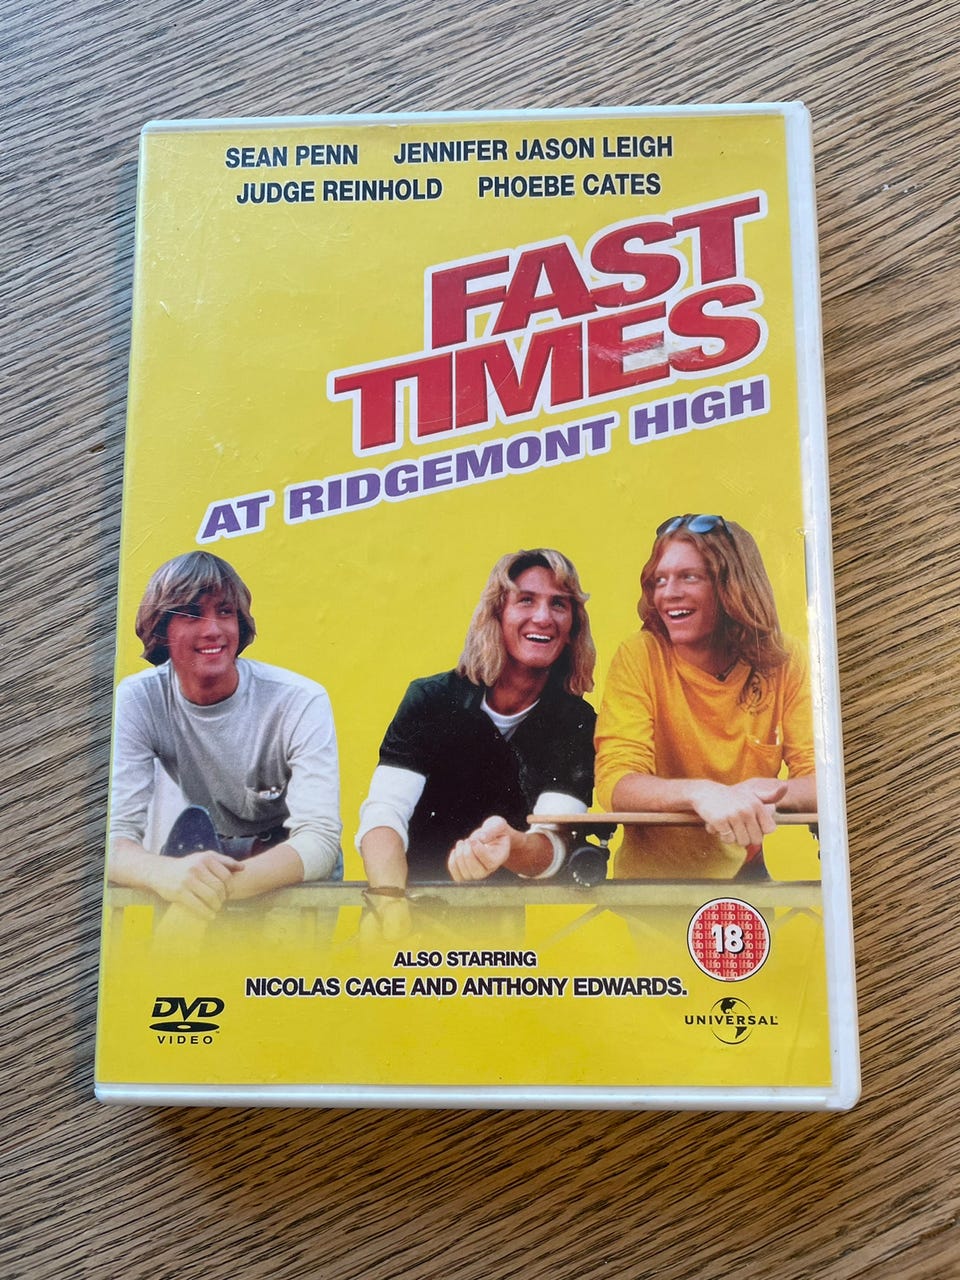 SEAN PENN JENNIFER JASON LEIGH
JUDGE REINHOLD PHOEBE CATES
FAST
TIMES
AT RIDGEMONT HIGH
18
ALSO STARRING
NICOLAS CAGE AND ANTHONY EDWARDS.
DVD
VIDEO
UNIVERSAL